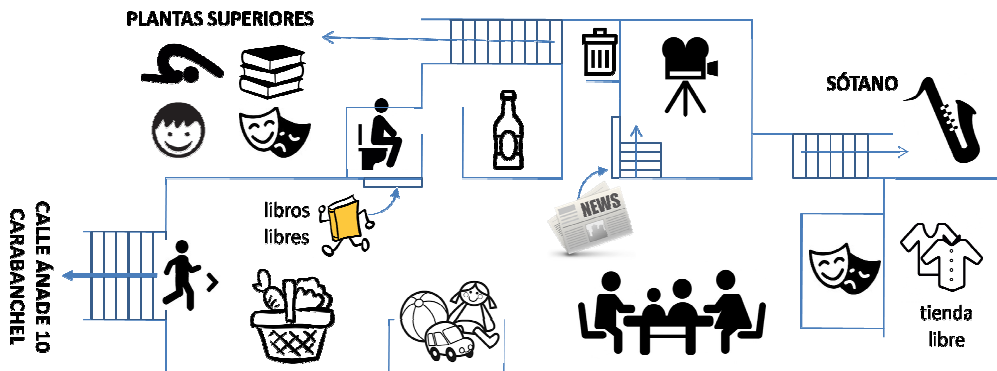 PLANTAS SUPERIORES
SÓTANO
libros
libres
NEWS
CALLE ÁNADE 10
CARABANCHEL
tienda
libre